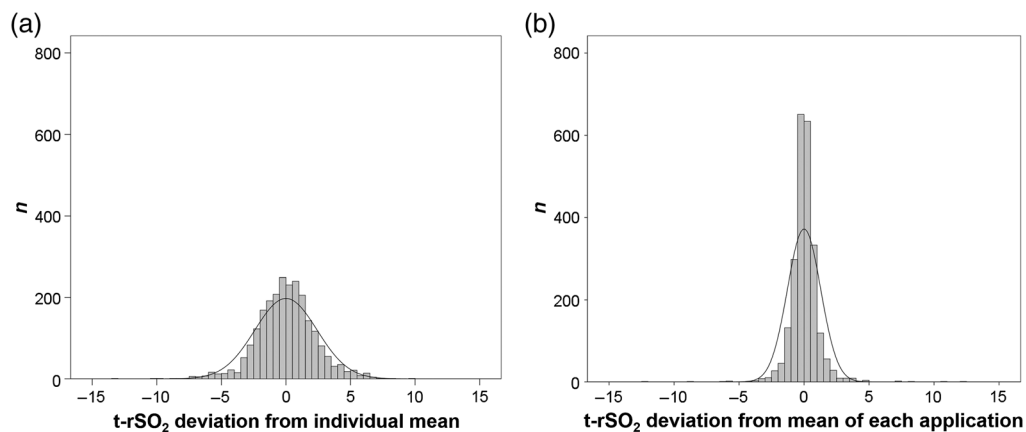 (a)
800
600
400
200
0
n
−15 −10 −5 0 5 10 15
t-rSO₂ deviation from individual mean
(b)
800
600
400
200
0
n
−15 −10 −5 0 5 10 15
t-rSO₂ deviation from mean of each application